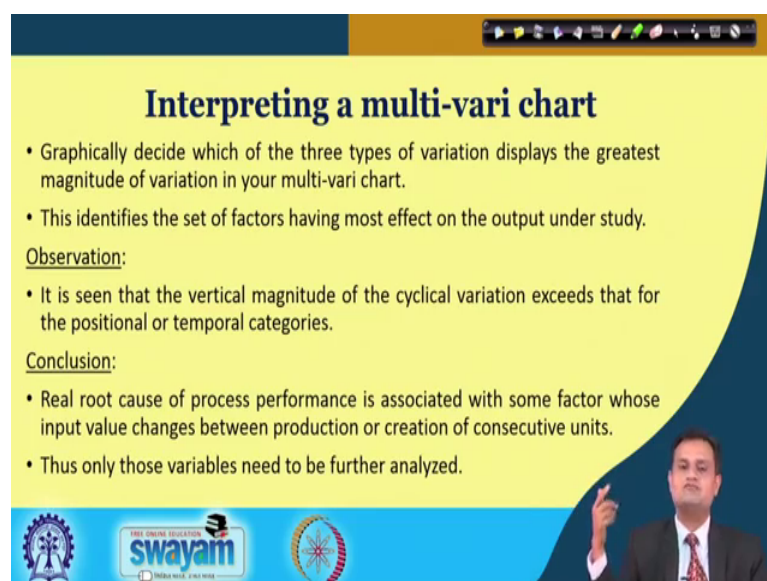 Interpreting a multi-vari chart
• Graphically decide which of the three types of variation displays the greatest
magnitude of variation in your multi-vari chart.
• This identifies the set of factors having most effect on the output under study.
Observation:
• It is seen that the vertical magnitude of the cyclical variation exceeds that for
the positional or temporal categories.
Conclusion:
• Real root cause of process performance is associated with some factor whose
input value changes between production or creation of consecutive units.
• Thus only those variables need to be further analyzed.
FREE ONLINE EDUCATION
swayam